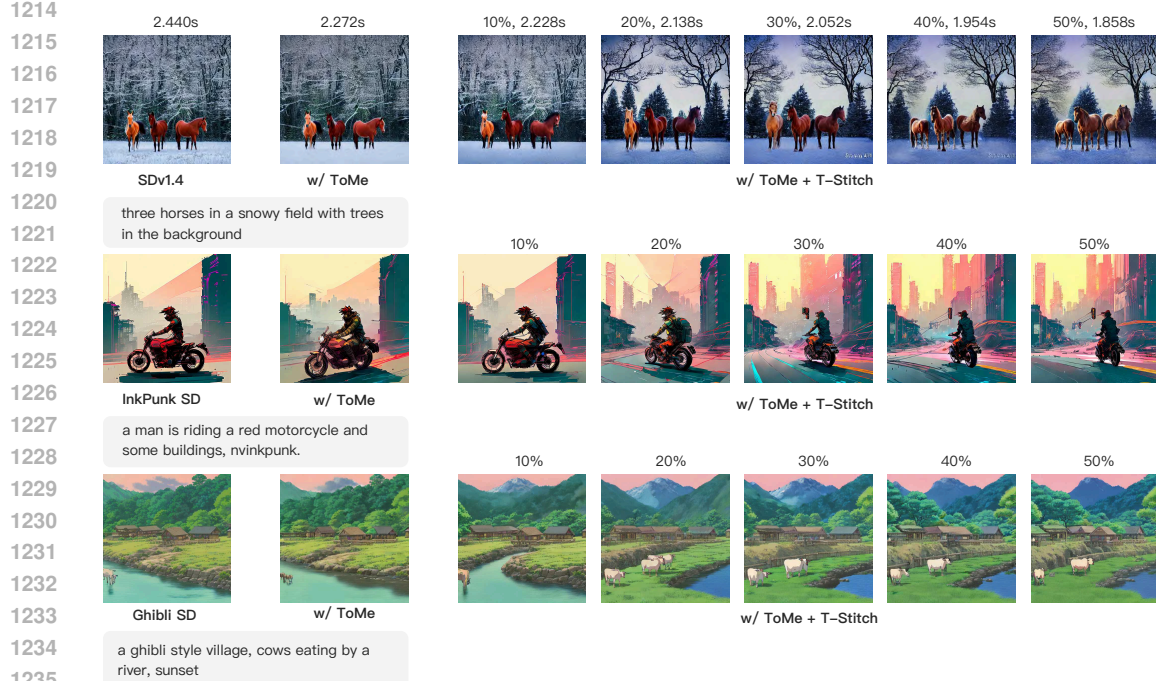 1214
2.440s 2.272s 10%, 2.228s 20%, 2.138s 30%, 2.052s 40%, 1.954s 50%, 1.858s
1215
1216
1217
1218
1219
SDv1.4 w/ ToMe w/ ToMe + T-Stitch
1220
three horses in a snowy field with trees
1221
in the background
10% 20% 30% 40% 50%
1222
1223
1224
1225
1226
InkPunk SD w/ ToMe w/ ToMe + T-Stitch
1227
a man is riding a red motorcycle and
1228
some buildings, nvinkpunk.
10% 20% 30% 40% 50%
1229
1230
1231
1232
1233
Ghibli SD w/ ToMe w/ ToMe + T-Stitch
1234
a ghibli style village, cows eating by a
river, sunset
1235